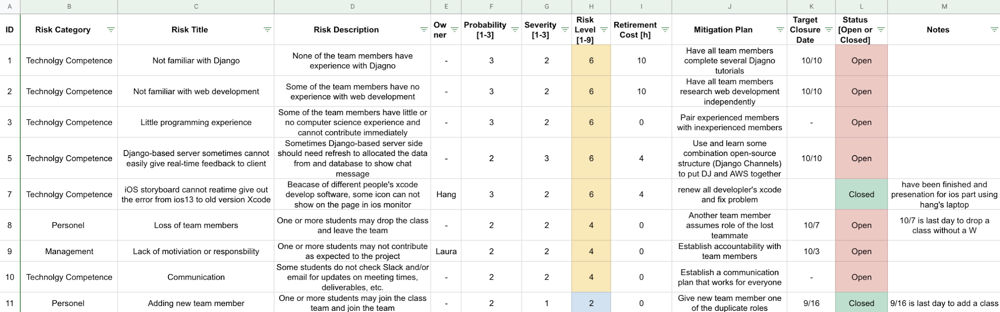 A B C D E F G H I J K L M
ID Risk Category Risk Title Risk Description Ow Probability Severity Risk Retirement Mitigation Plan Target Status Notes
ner [1-3] [1-3] Level Cost [h] Closure [Open or
[1-9] Date Closed]
1 Technolgy Competence Not familiar with Django None of the team members have - 3 2 6 10 Have all team members 10/10 Open
experience with Djagno complete several Djagno
tutorials
2 Technolgy Competence Not familiar with web development Some of the team members have no - 3 2 6 10 Have all team members 10/10 Open
experience with web development research web development
independently
3 Technolgy Competence Little programming experience Some of the team members have little or - 3 2 6 0 Pair experienced members - Open
no computer science experience and with inexperienced members
cannot contribute immediately
5 Technolgy Competence Django-based server sometimes cannot Sometimes Django-based server side - 2 3 6 4 Use and learn some 10/10 Open
easily give real-time feedback to client should need refresh to allocated the data combination open-source
from and database to show chat structure (Django Channels)
message to put DJ and AWS together
7 Technolgy Competence iOS storyboard cannot reatime give out Beacase of different people's xcode Hang 3 2 6 4 renew all developler's xcode Closed have been finished and
the error from ios13 to old version Xcode develop software, some icon can not and fix problem presenation for ios part using
show on the page in ios monitor hang's laptop
8 Personel Loss of team members One or more students may drop the class - 2 2 4 0 Another team member 10/7 Open 10/7 is last day to drop a
and leave the team assumes role of the lost class without a W
teammate
9 Management Lack of motiviation or responsbility One or more students may not contribute Laura 2 2 4 0 Establish accountability with 10/3 Open
as expected to the project team members
10 Technolgy Competence Communication Some students do not check Slack and/or - 2 2 4 0 Establish a communication - Open
email for updates on meeting times, plan that works for everyone
deliverables, etc.
11 Personel Adding new team member One or more students may join the class - 2 1 2 0 Give new team member one 9/16 Closed 9/16 is last day to add a class
team and join the team of the duplicate roles